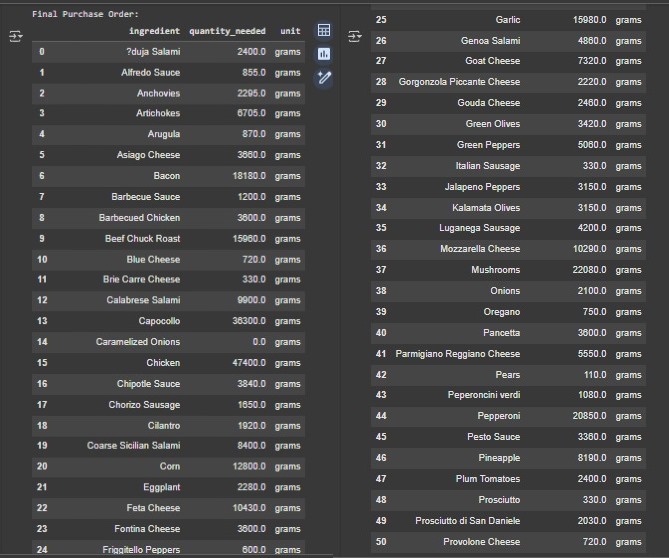 Final Purchase Order:
ingredient quantity_needed unit
0 ?duja Salami 2400.0 grams
1 Alfredo Sauce 855.0 grams
2 Anchovies 2295.0 grams
3 Artichokes 6705.0 grams
4 Arugula 870.0 grams
5 Asiago Cheese 3660.0 grams
6 Bacon 18180.0 grams
7 Barbecue Sauce 1200.0 grams
8 Barbecued Chicken 3600.0 grams
9 Beef Chuck Roast 15960.0 grams
10 Blue Cheese 720.0 grams
11 Brie Carre Cheese 330.0 grams
12 Calabrese Salami 9900.0 grams
13 Capocollo 36300.0 grams
14 Caramelized Onions 0.0 grams
15 Chicken 47400.0 grams
16 Chipotle Sauce 3840.0 grams
17 Chorizo Sausage 1650.0 grams
18 Cilantro 1920.0 grams
19 Coarse Sicilian Salami 8400.0 grams
20 Corn 12800.0 grams
21 Eggplant 2280.0 grams
22 Feta Cheese 10430.0 grams
23 Fontina Cheese 3600.0 grams
24 Friggitello Peppers 600.0 grams
25 Garlic 15980.0 grams
26 Genoa Salami 4860.0 grams
27 Goat Cheese 7320.0 grams
28 Gorgonzola Piccante Cheese 2220.0 grams
29 Gouda Cheese 2460.0 grams
30 Green Olives 3420.0 grams
31 Green Peppers 5060.0 grams
32 Italian Sausage 330.0 grams
33 Jalapeno Peppers 3150.0 grams
34 Kalamata Olives 3150.0 grams
35 Luganega Sausage 4200.0 grams
36 Mozzarella Cheese 10290.0 grams
37 Mushrooms 22080.0 grams
38 Onions 2100.0 grams
39 Oregano 750.0 grams
40 Pancetta 3600.0 grams
41 Parmigiano Reggiano Cheese 5550.0 grams
42 Pears 110.0 grams
43 Peperoncini verdi 1080.0 grams
44 Pepperoni 20850.0 grams
45 Pesto Sauce 3360.0 grams
46 Pineapple 8190.0 grams
47 Plum Tomatoes 2400.0 grams
48 Prosciutto 330.0 grams
49 Prosciutto di San Daniele 2030.0 grams
50 Provolone Cheese 720.0 grams